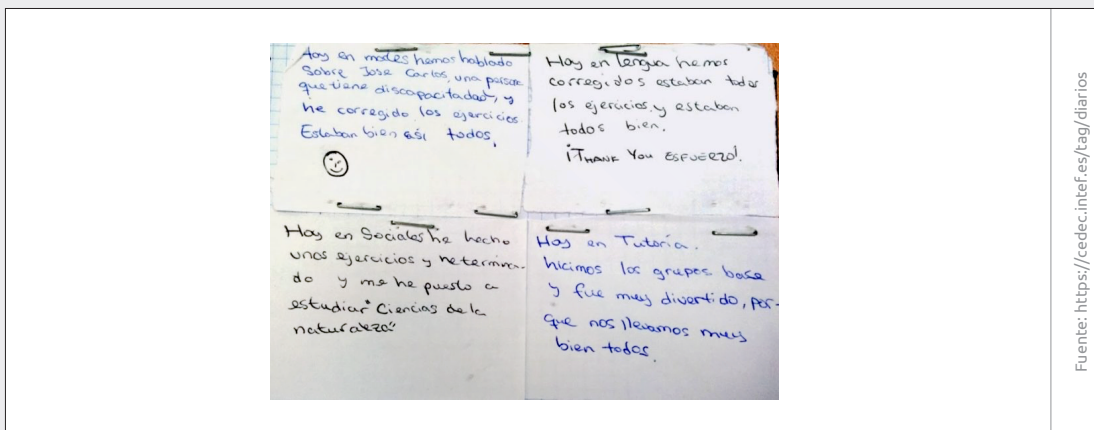 Hoy en mates hemos hablado
Sobre Jose Carlos, una persona
que tiene discapacitadad, y
he corregido los ejercicios.
Estaban bien así todos.
Hoy en lengua hemos
corregidos estaban todos
los ejercicios y estaban
todos bien.
¡THANK YOU ESFUERZO!
Hoy en Sociales he hecho
unos ejercicios y he termina-
do y me he puesto a
estudiar "Ciencias de la
naturaleza"
Hoy en Tutoría.
hicimos los grupos base
y fue muy divertido, por-
que nos llevamos muy
bien todos.
Fuente: https://cedec.intef.es/tag/diarios